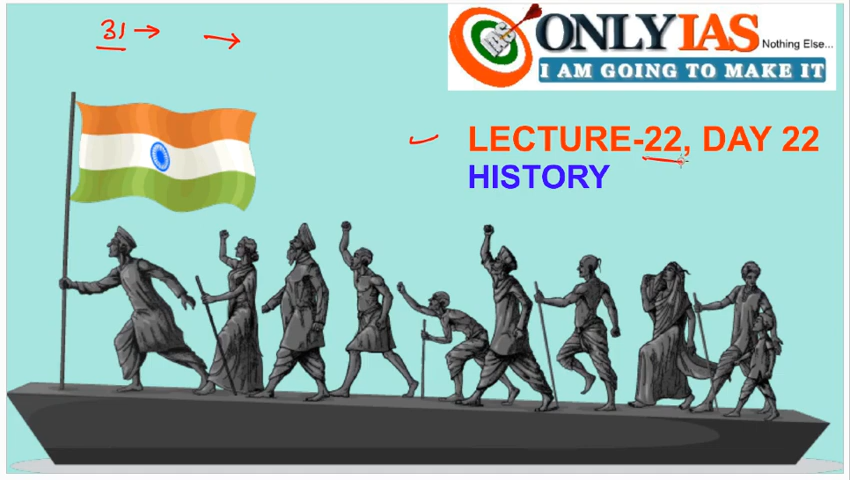 31 → →
ONLYIAS Nothing Else...
I AM GOING TO MAKE IT
LECTURE-22, DAY 22
HISTORY